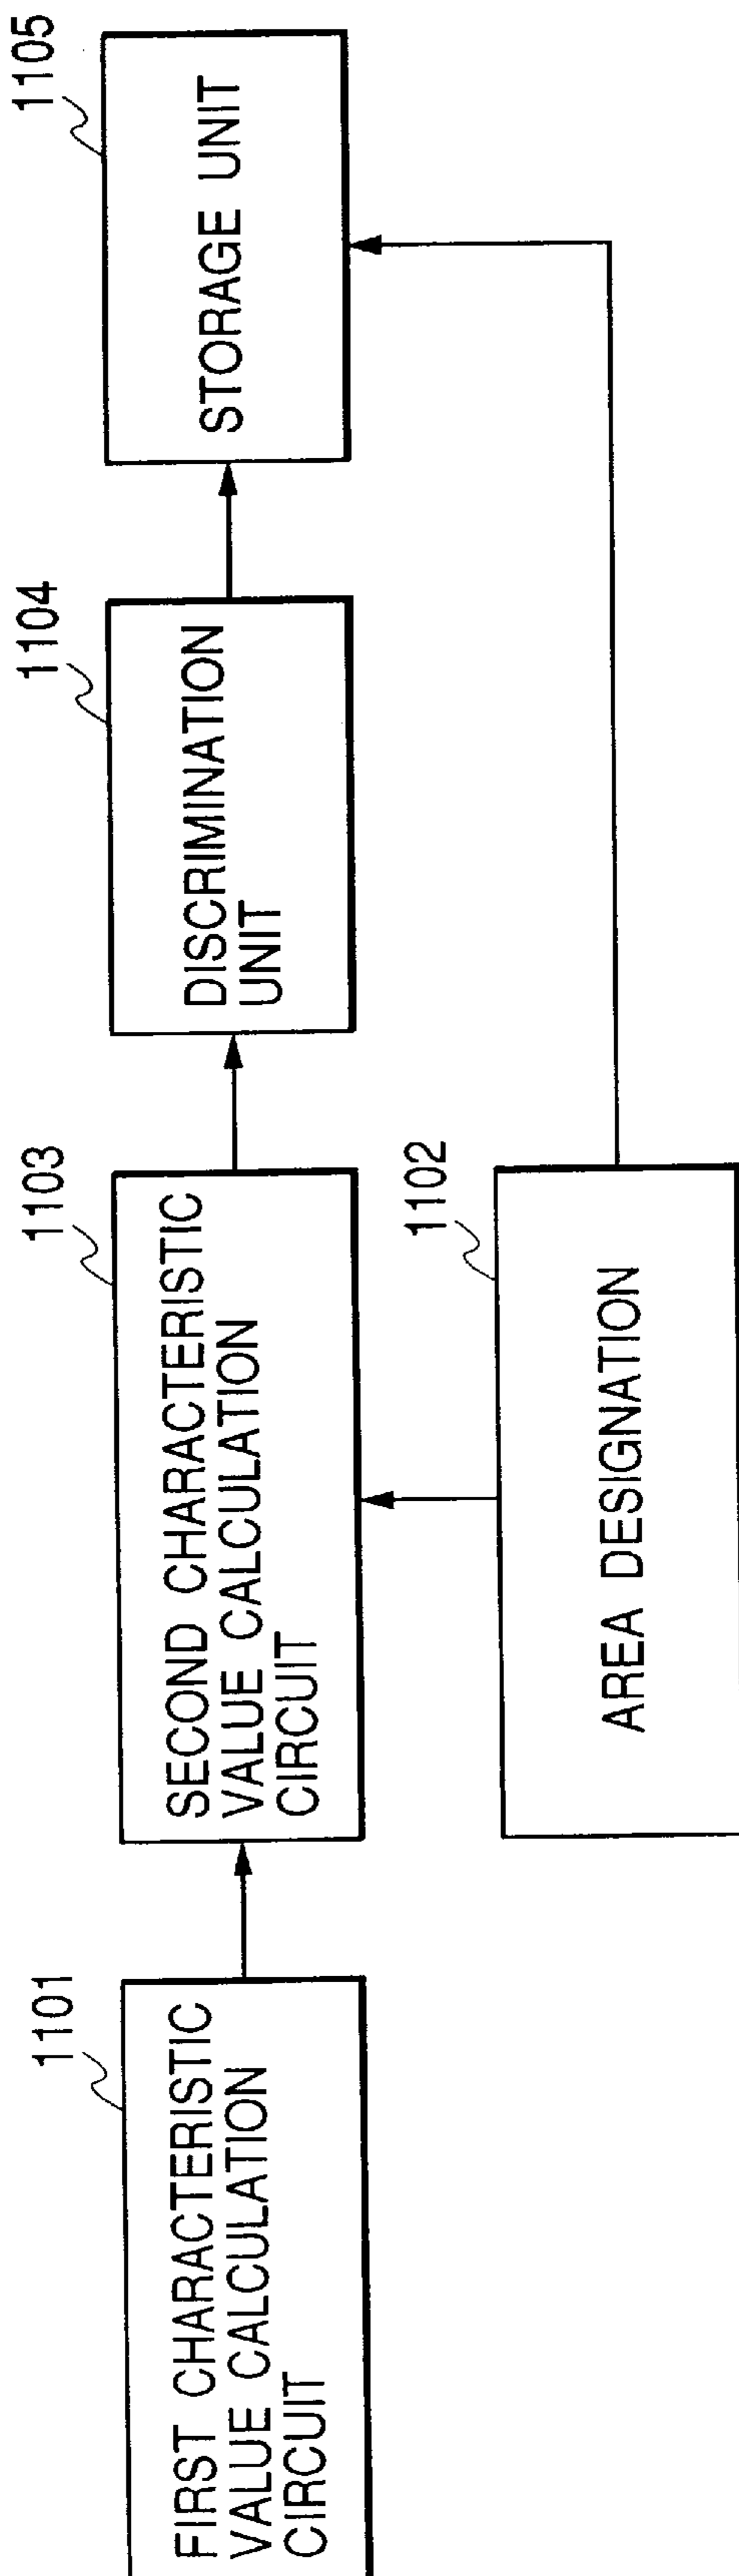 1101
FIRST CHARACTERISTIC
VALUE CALCULATION
CIRCUIT
1103
SECOND CHARACTERISTIC
VALUE CALCULATION
CIRCUIT
1104
DISCRIMINATION
UNIT
1105
STORAGE UNIT
1102
AREA DESIGNATION